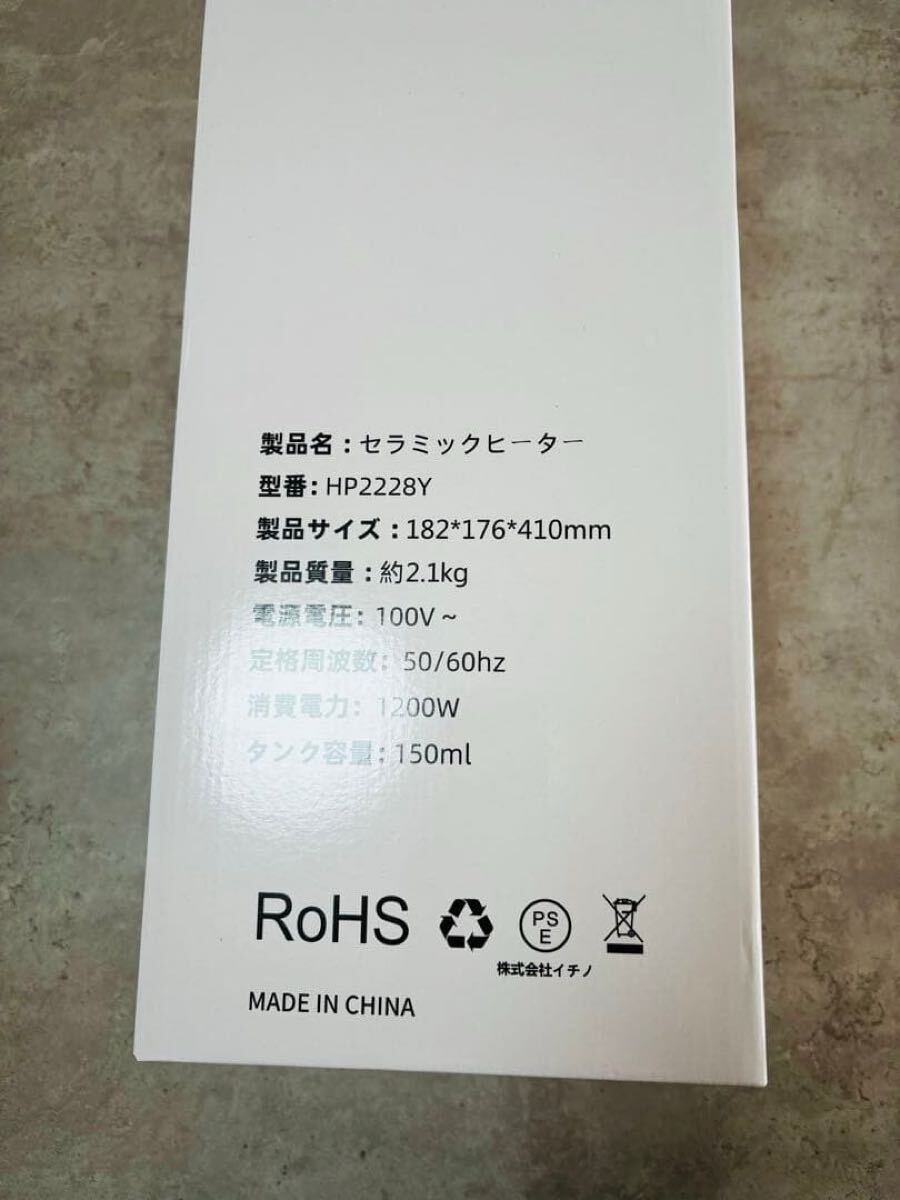 製品名：セラミックヒーター
型番: HP2228Y
製品サイズ：182*176*410mm
製品質量：約2.1kg
電源電圧：100V~
定格周波数：50/60hz
消費電力：1200W
タンク容量：150ml
RoHS
PS
E
株式会社イチノ
MADE IN CHINA